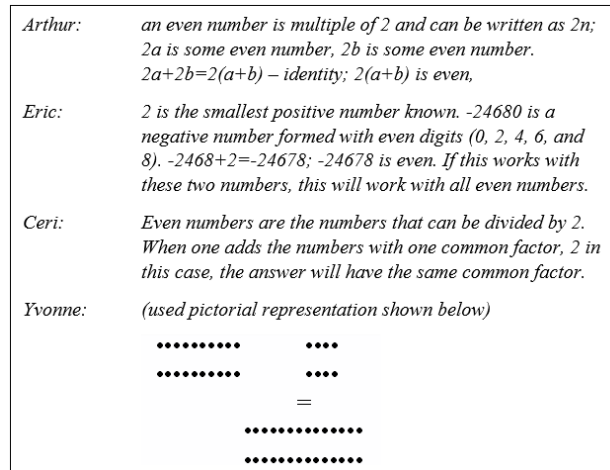 Arthur: an even number is multiple of 2 and can be written as 2n;
2a is some even number, 2b is some even number.
2a+2b=2(a+b) – identity; 2(a+b) is even,
Eric: 2 is the smallest positive number known. -24680 is a
negative number formed with even digits (0, 2, 4, 6, and
8). -2468+2=-24678; -24678 is even. If this works with
these two numbers, this will work with all even numbers.
Ceri: Even numbers are the numbers that can be divided by 2.
When one adds the numbers with one common factor, 2 in
this case, the answer will have the same common factor.
Yvonne: (used pictorial representation shown below)
=